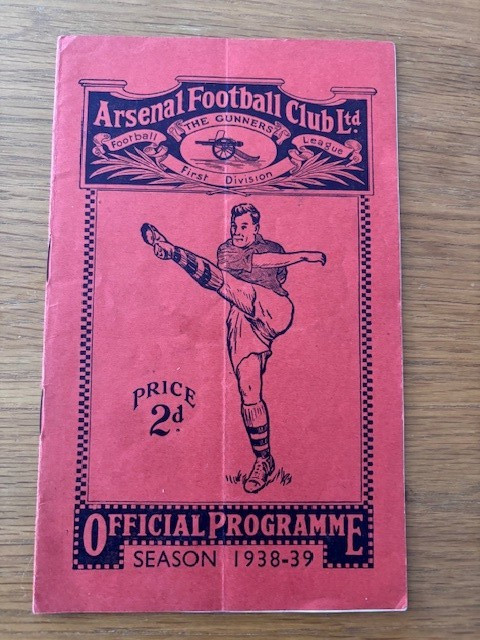 Arsenal Football Club Ltd.
THE GUNNERS
Football League
First Division
PRICE
2d.
OFFICIAL PROGRAMME
SEASON 1938-39